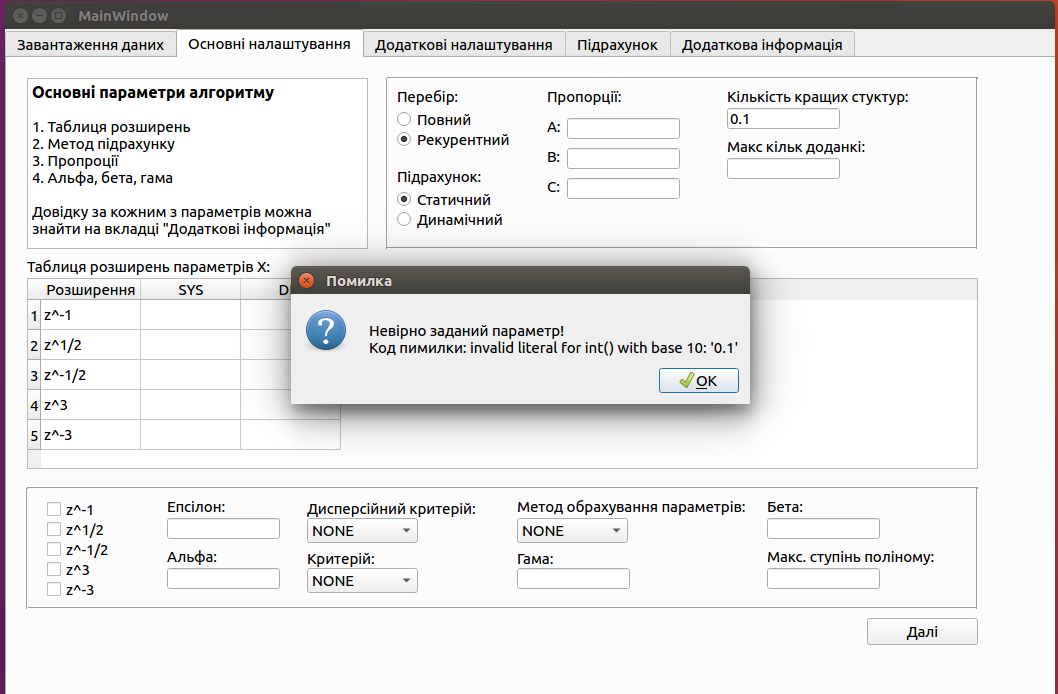 MainWindow
Завантаження даних
Основні налаштування
Додаткові налаштування
Підрахунок
Додаткова інформація
Основні параметри алгоритму
1. Таблиця розширень
2. Метод підрахунку
3. Пропроції
4. Альфа, бета, гама
Довідку за кожним з параметрів можна
знайти на вкладці "Додаткові інформація"
Перебір:
Повний
Рекурентний
Підрахунок:
Статичний
Динамічний
Пропорції:
A:
B:
C:
Кількість кращих стуктур:
0.1
Макс кільк доданкі:
Таблиця розширень параметрів X:
Розширення SYS
1 z^-1
2 z^1/2
3 z^-1/2
4 z^3
5 z^-3
Помилка
Невірно заданий параметр!
Код пимилки: invalid literal for int() with base 10: '0.1'
OK
z^-1
z^1/2
z^-1/2
z^3
z^-3
Епсілон:
Альфа:
Дисперсійний критерій:
NONE
Критерій:
NONE
Метод обрахування параметрів:
NONE
Гама:
Бета:
Макс. ступінь поліному:
Далі